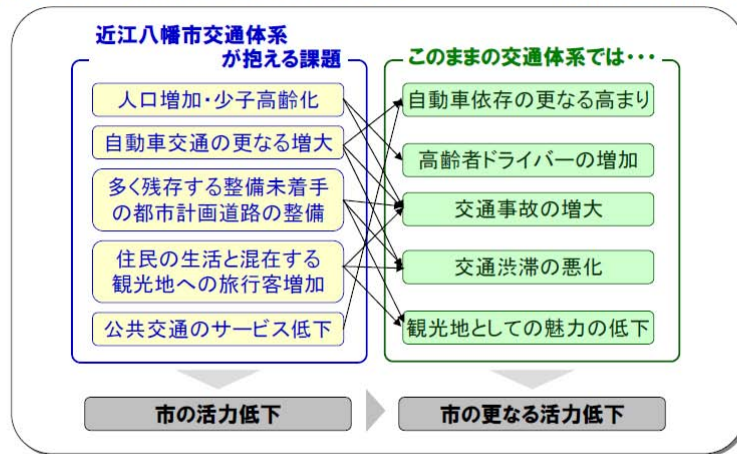 近江八幡市交通体系
が抱える課題
人口増加・少子高齢化
自動車交通の更なる増大
多く残存する整備未着手
の都市計画道路の整備
住民の生活と混在する
観光地への旅行客増加
公共交通のサービス低下
市の活力低下
このままの交通体系では・・・
自動車依存の更なる高まり
高齢者ドライバーの増加
交通事故の増大
交通渋滞の悪化
観光地としての魅力の低下
市の更なる活力低下